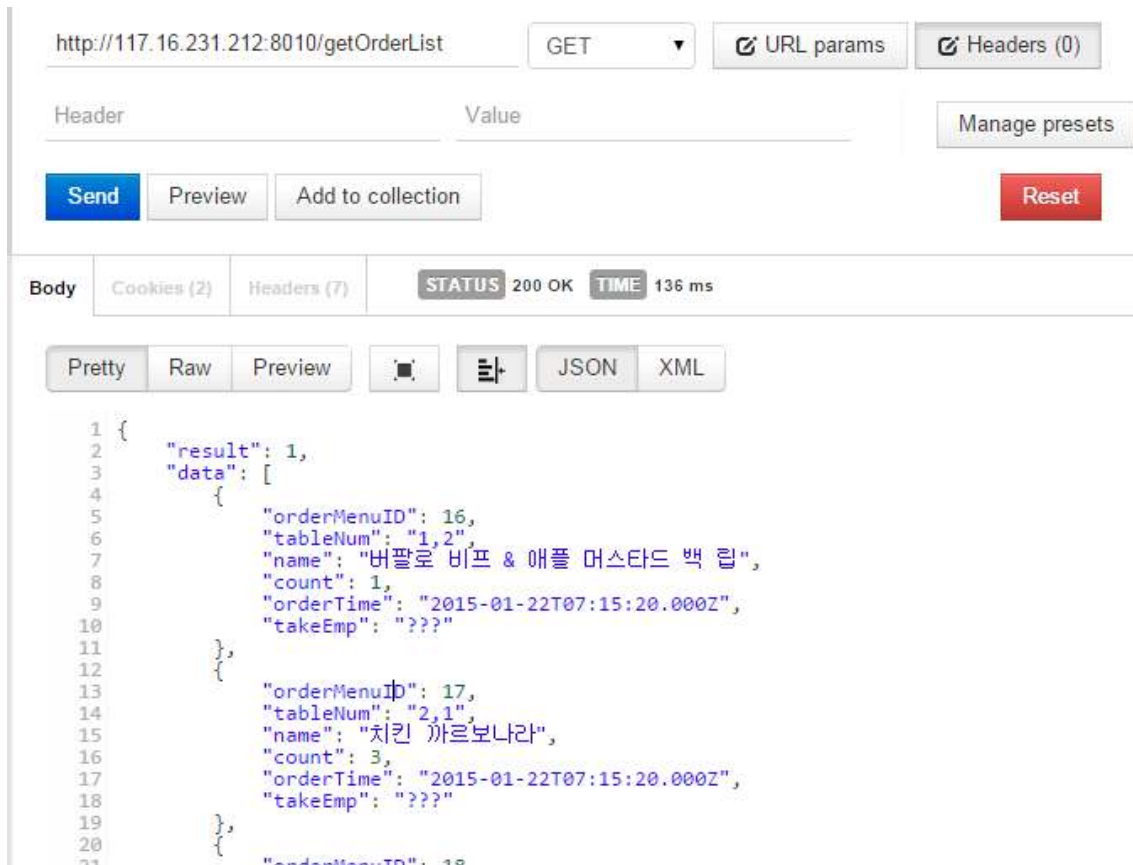 http://117.16.231.212:8010/getOrderList GET URL params Headers (0)
Header Value Manage presets
Send Preview Add to collection Reset
Body Cookies (2) Headers (7) STATUS 200 OK TIME 136 ms
Pretty Raw Preview JSON XML
1 {
2 "result": 1,
3 "data": [
4 {
5 "orderMenuID": 16,
6 "tableNum": "1,2",
7 "name": "버팔로 비프 & 애플 머스타드 백 립",
8 "count": 1,
9 "orderTime": "2015-01-22T07:15:20.000Z",
10 "takeEmp": "???"
11 },
12 {
13 "orderMenuID": 17,
14 "tableNum": "2,1",
15 "name": "치킨 까르보나라",
16 "count": 3,
17 "orderTime": "2015-01-22T07:15:20.000Z",
18 "takeEmp": "???"
19 },
20 {
21 "orderMenuID": 18